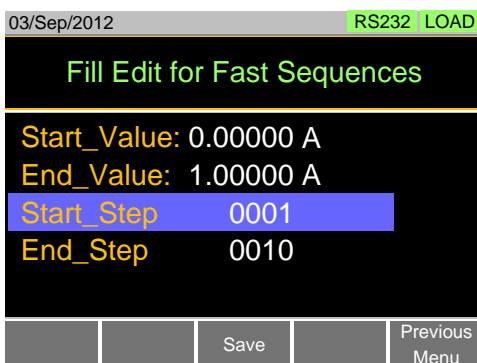 03/Sep/2012 RS232 LOAD
Fill Edit for Fast Sequences
Start_Value: 0.00000 A
End_Value: 1.00000 A
Start_Step 0001
End_Step 0010
Save
Previous
Menu